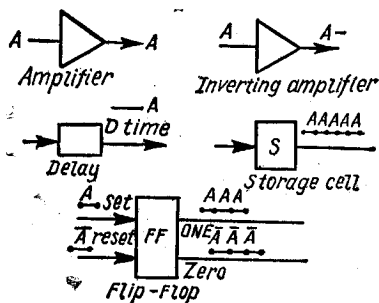 A A A A–
Amplifier Inverting amplifier
A
D time S AAAAA
Delay Storage cell
A set AAA
Ā reset FF ONE Ā Ā Ā
Zero
Flip-Flop